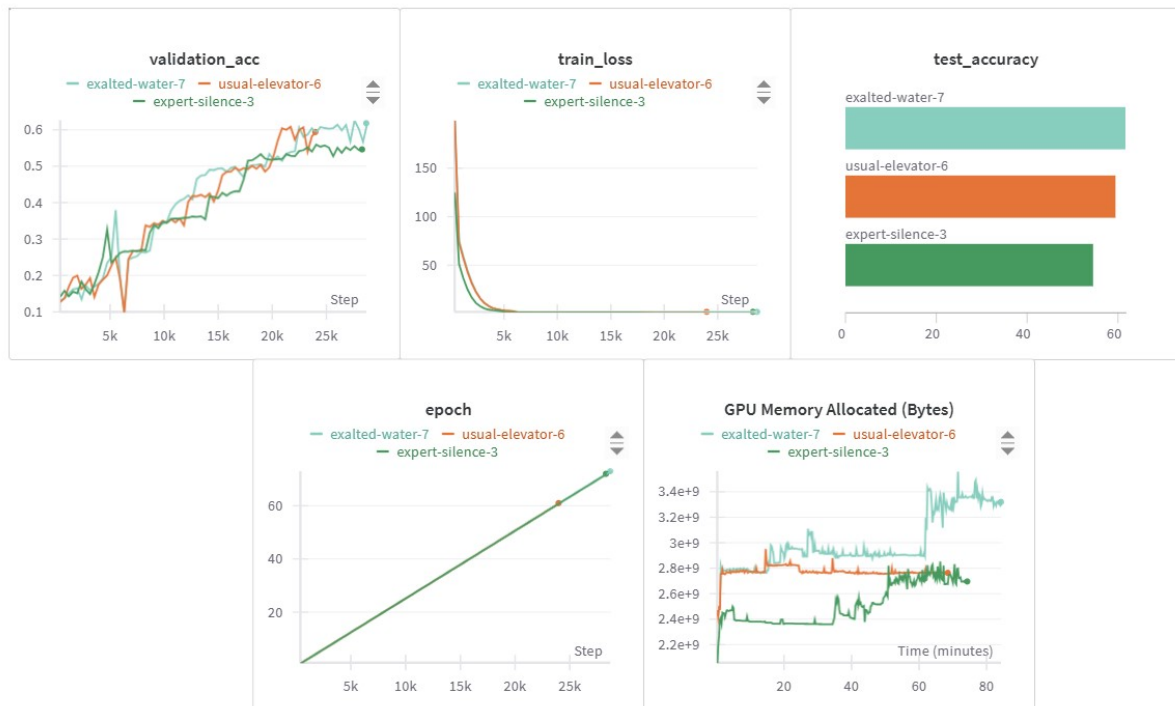 validation_acc
exalted-water-7 usual-elevator-6
expert-silence-3
0.6
0.5
0.4
0.3
0.2
0.1
Step
5k 10k 15k 20k 25k
train_loss
exalted-water-7 usual-elevator-6
expert-silence-3
150
100
50
Step
5k 10k 15k 20k 25k
test_accuracy
exalted-water-7
usual-elevator-6
expert-silence-3
0 20 40 60
epoch
exalted-water-7 usual-elevator-6
expert-silence-3
60
40
20
Step
5k 10k 15k 20k 25k
GPU Memory Allocated (Bytes)
exalted-water-7 usual-elevator-6
expert-silence-3
3.4e+9
3.2e+9
3e+9
2.8e+9
2.6e+9
2.4e+9
2.2e+9
Time (minutes)
20 40 60 80